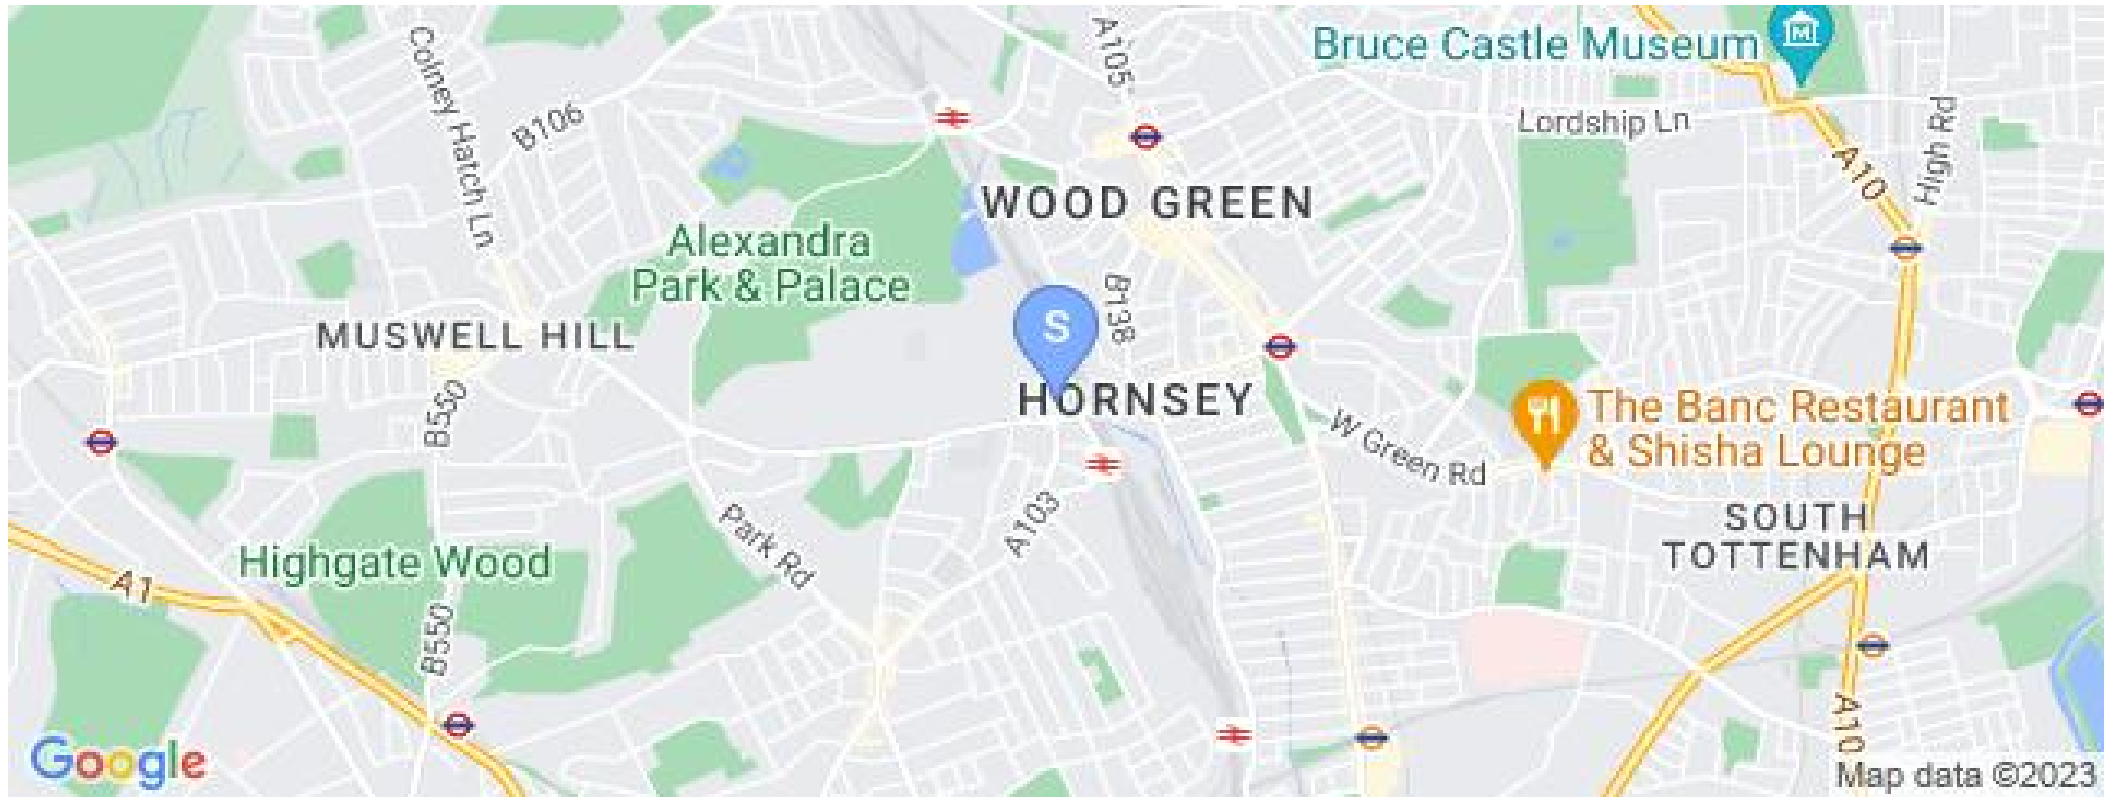 Colney Hatch Ln
B106
A105
Bruce Castle Museum
M
Lordship Ln
High Rd
A10
WOOD GREEN
Alexandra
Park & Palace
B138
S
MUSWELL HILL
HORNSEY
B550
W Green Rd
The Banc Restaurant
& Shisha Lounge
A103
Park Rd
SOUTH
TOTTENHAM
Highgate Wood
A1
B550
A10
Google
Map data ©2023